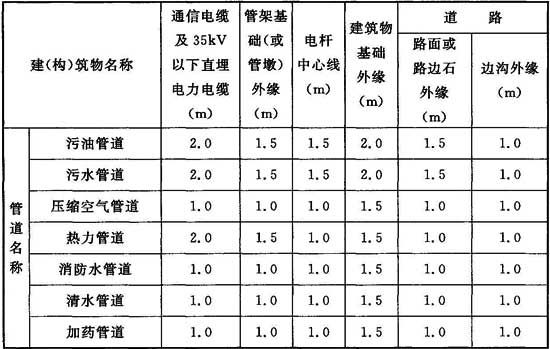 建(构)筑物名称
通信电缆
及35kV
以下直埋
电力电缆
(m)
管架基
础(或
管墩)
外缘
(m)
电杆
中心线
(m)
建筑物
基础
外缘
(m)
道 路
路面或
路边石
外缘
(m)
边沟外缘
(m)
管道名称
污油管道 2.0 1.5 1.5 2.0 1.5 1.0
污水管道 2.0 1.5 1.5 2.0 1.5 1.0
压缩空气管道 1.0 1.0 1.0 1.5 1.0 1.0
热力管道 2.0 1.5 1.0 1.5 1.0 1.0
消防水管道 1.0 1.0 1.0 1.5 1.0 1.0
清水管道 1.0 1.0 1.0 1.5 1.0 1.0
加药管道 1.0 1.0 1.0 1.5 1.0 1.0